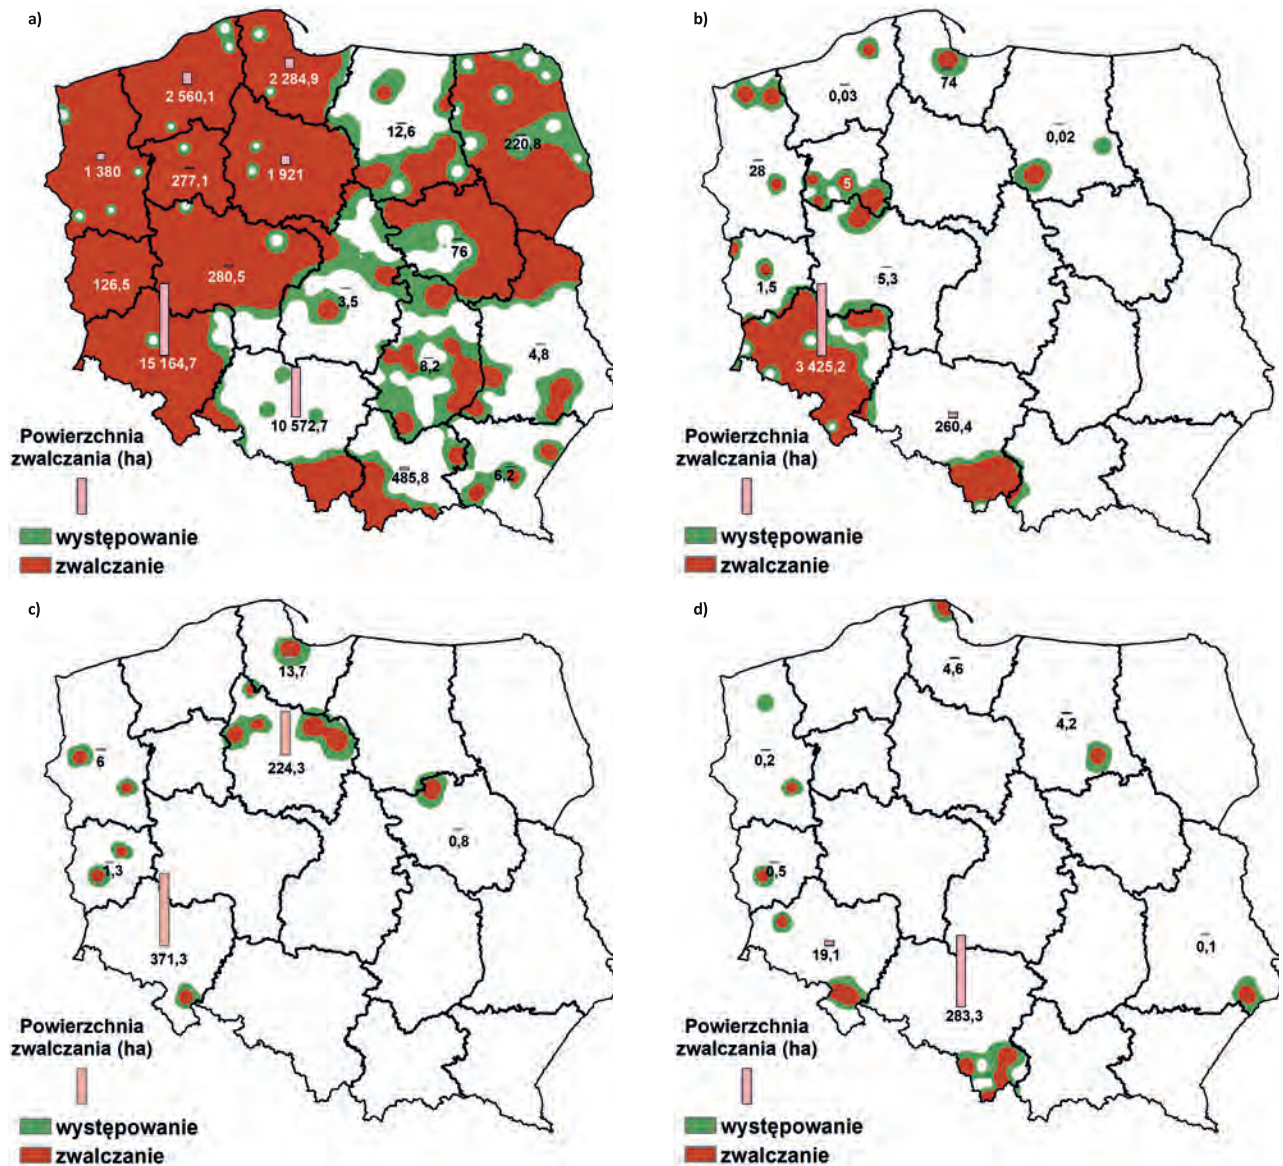 a)
2 560,1
2 284,9
12,6
220,8
1 380
277,1
1 921
76
126,5
280,5
3,5
15 164,7
8,2
4,8
10 572,7
485,8
6,2
Powierzchnia
zwalczania (ha)
występowanie
zwalczanie
b)
0,03
74
0,02
28
5
1,5
5,3
3 425,2
260,4
Powierzchnia
zwalczania (ha)
występowanie
zwalczanie
c)
13,7
6
224,3
0,8
1,3
371,3
Powierzchnia
zwalczania (ha)
występowanie
zwalczanie
d)
4,6
4,2
0,2
0,5
19,1
0,1
283,3
Powierzchnia
zwalczania (ha)
występowanie
zwalczanie